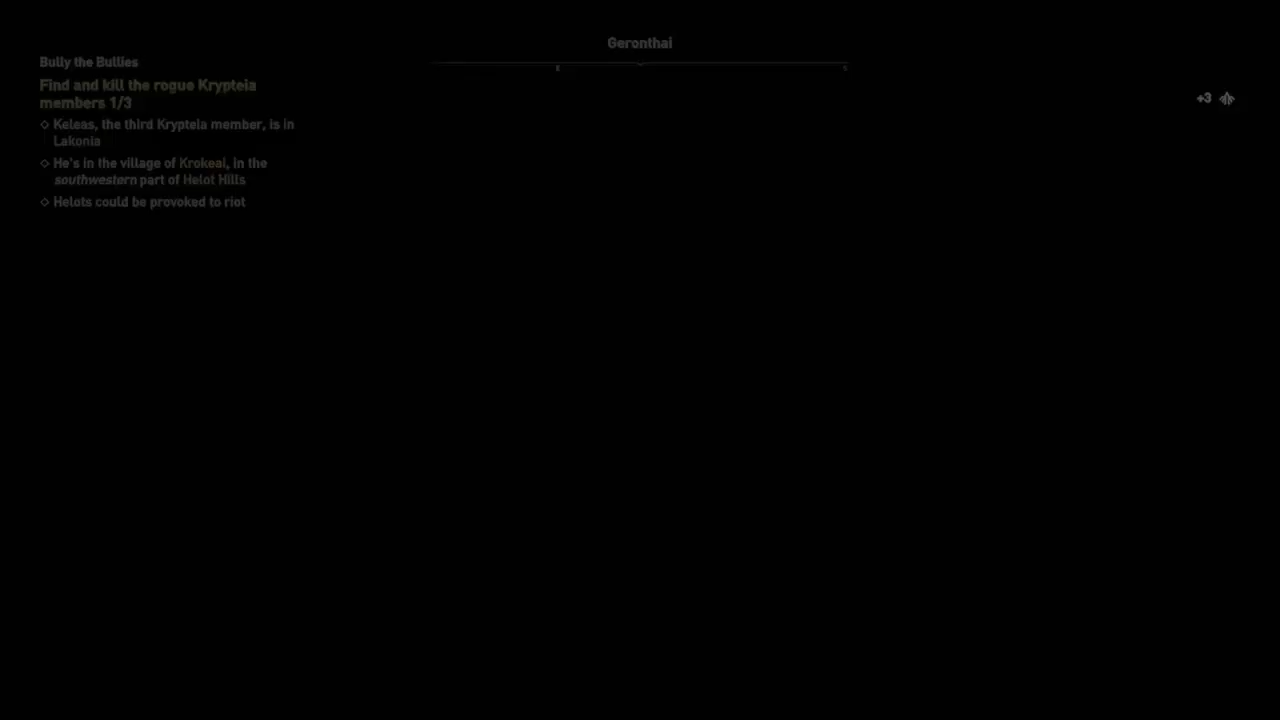 Geronthai
Bully the Bullies
Find and kill the rogue Krypteia
members 1/3
Keleas, the third Krypteia member, is in
Lakonia
He's in the village of Krokeai, in the
southwestern part of Helot Hills
Helots could be provoked to riot
E
S
+3